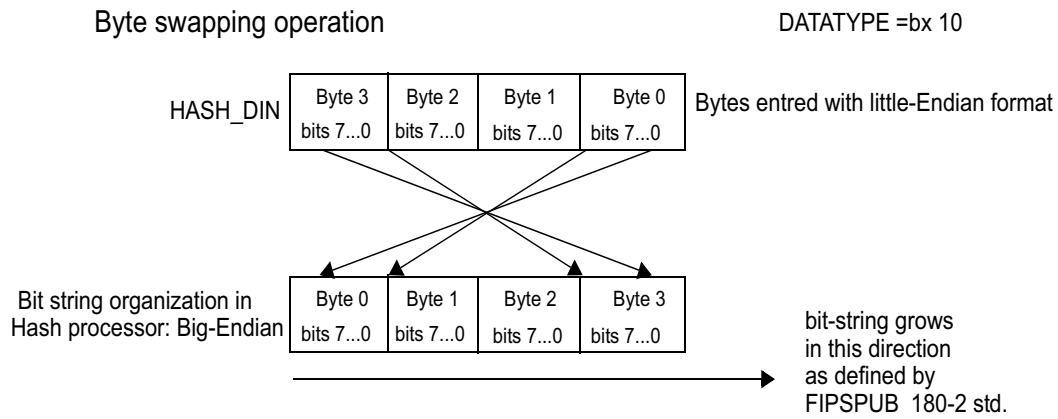 Byte swapping operation
DATATYPE =bx 10
HASH_DIN
Byte 3 Byte 2 Byte 1 Byte 0
bits 7...0 bits 7...0 bits 7...0 bits 7...0
Bytes entred with little-Endian format
Bit string organization in
Hash processor: Big-Endian
Byte 0 Byte 1 Byte 2 Byte 3
bits 7...0 bits 7...0 bits 7...0 bits 7...0
bit-string grows
in this direction
as defined by
FIPSPUB 180-2 std.